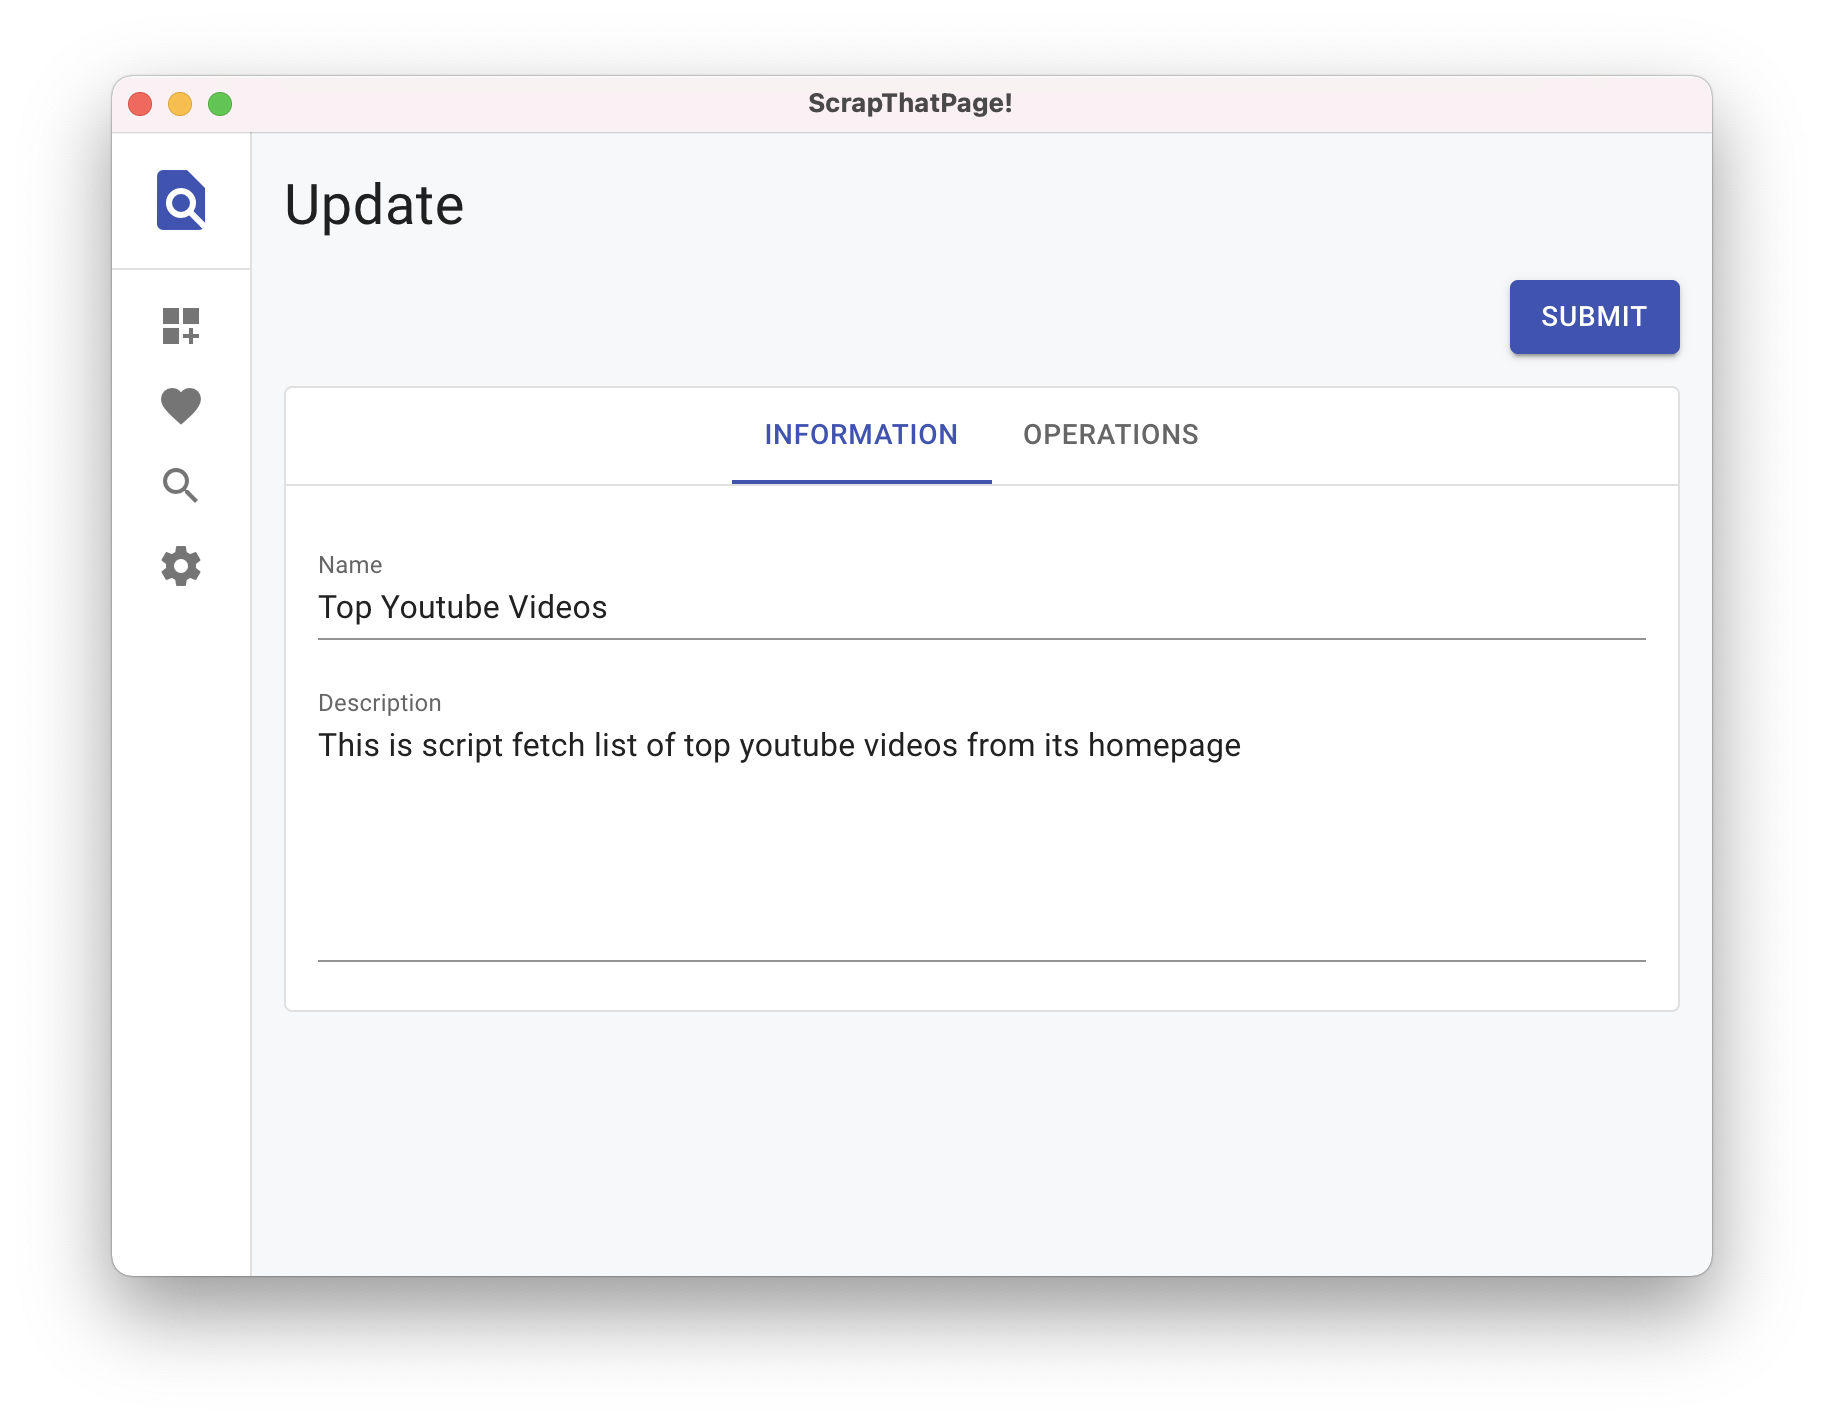 ScrapThatPage!
Update
SUBMIT
INFORMATION OPERATIONS
Name
Top Youtube Videos
Description
This is script fetch list of top youtube videos from its homepage